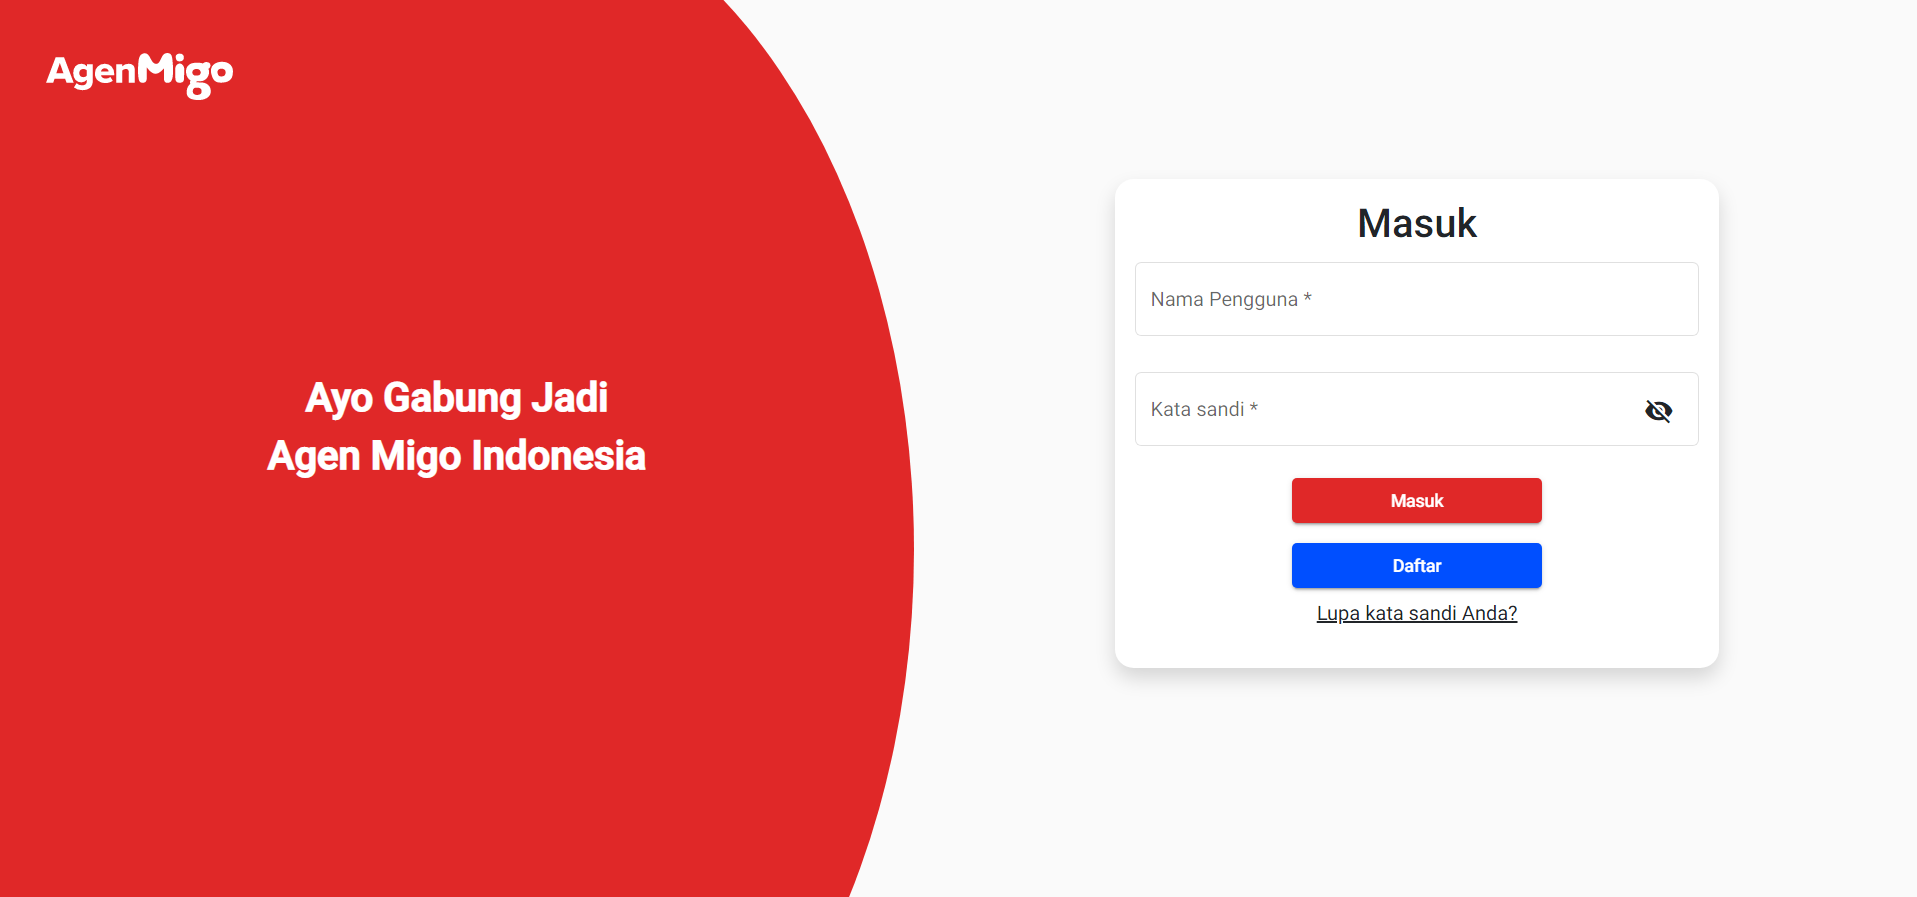 AgenMigo
Ayo Gabung Jadi
Agen Migo Indonesia
Masuk
Nama Pengguna *
Kata sandi *
Masuk
Daftar
Lupa kata sandi Anda?